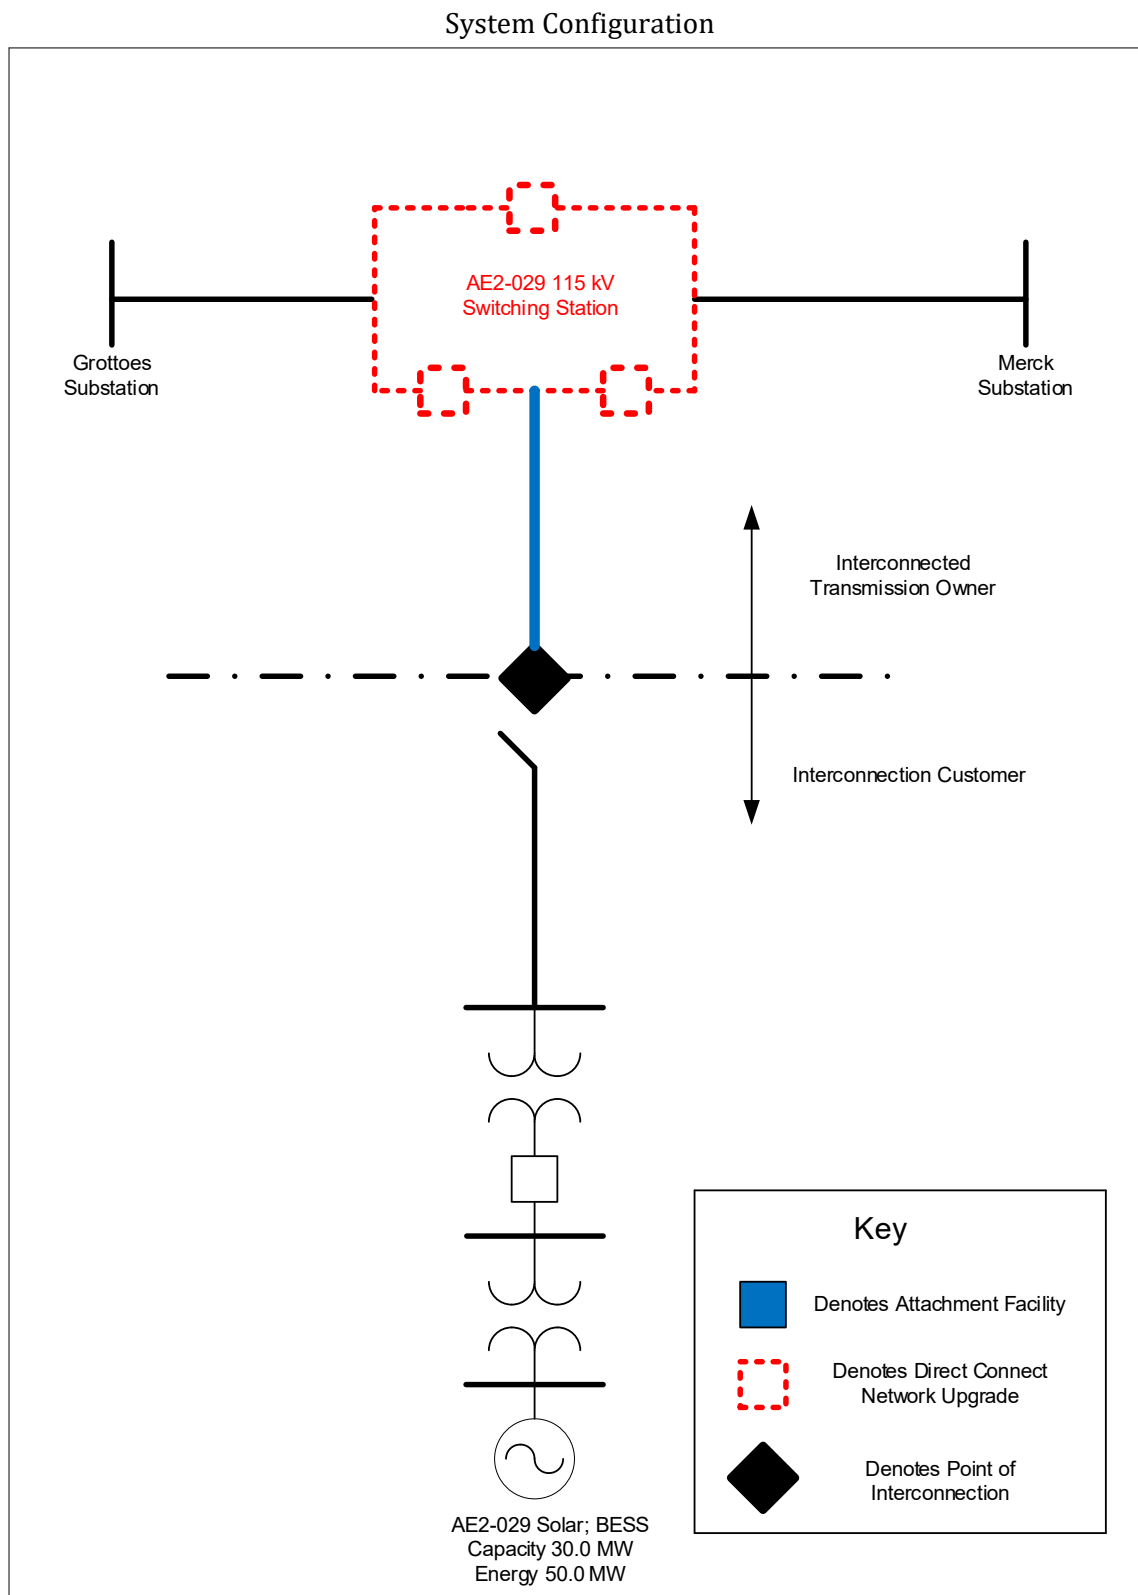 System Configuration
AE2-029 115 kV
Switching Station
Grottoes
Substation
Merck
Substation
Interconnected
Transmission Owner
Interconnection Customer
Key
Denotes Attachment Facility
Denotes Direct Connect
Network Upgrade
Denotes Point of
Interconnection
AE2-029 Solar; BESS
Capacity 30.0 MW
Energy 50.0 MW